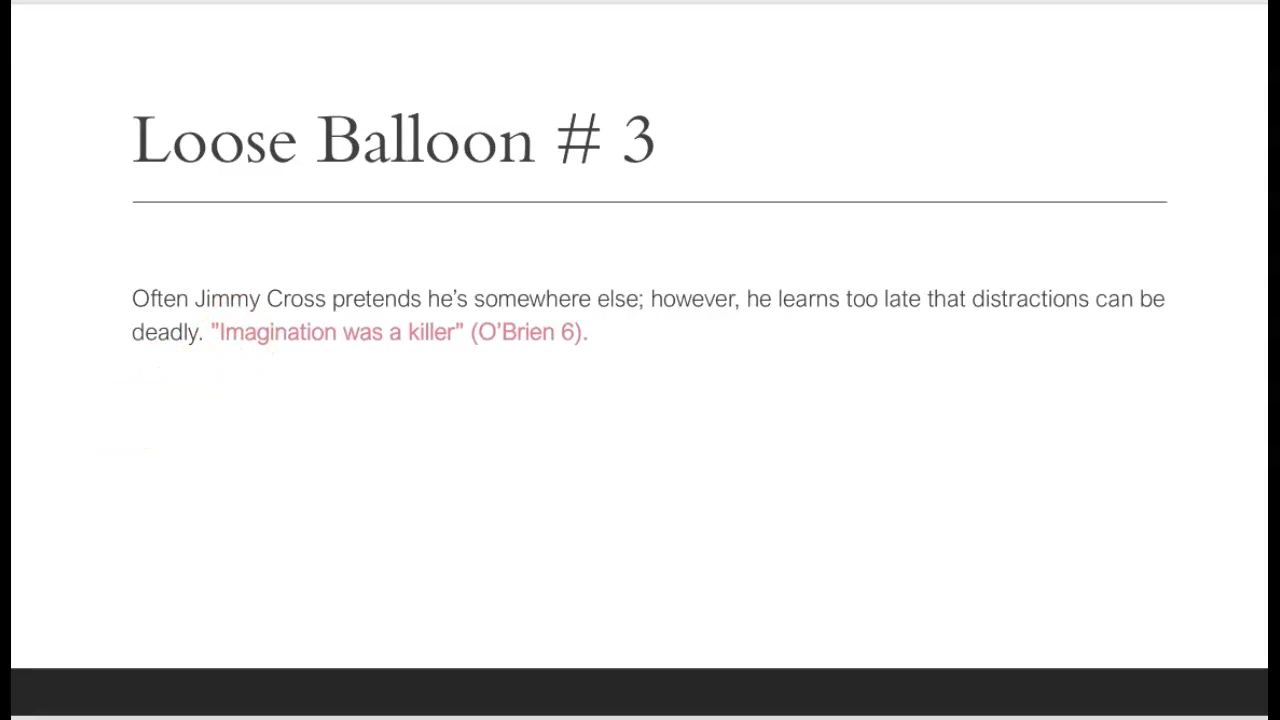 Loose Balloon # 3
Often Jimmy Cross pretends he’s somewhere else; however, he learns too late that distractions can be
deadly. "Imagination was a killer" (O’Brien 6).